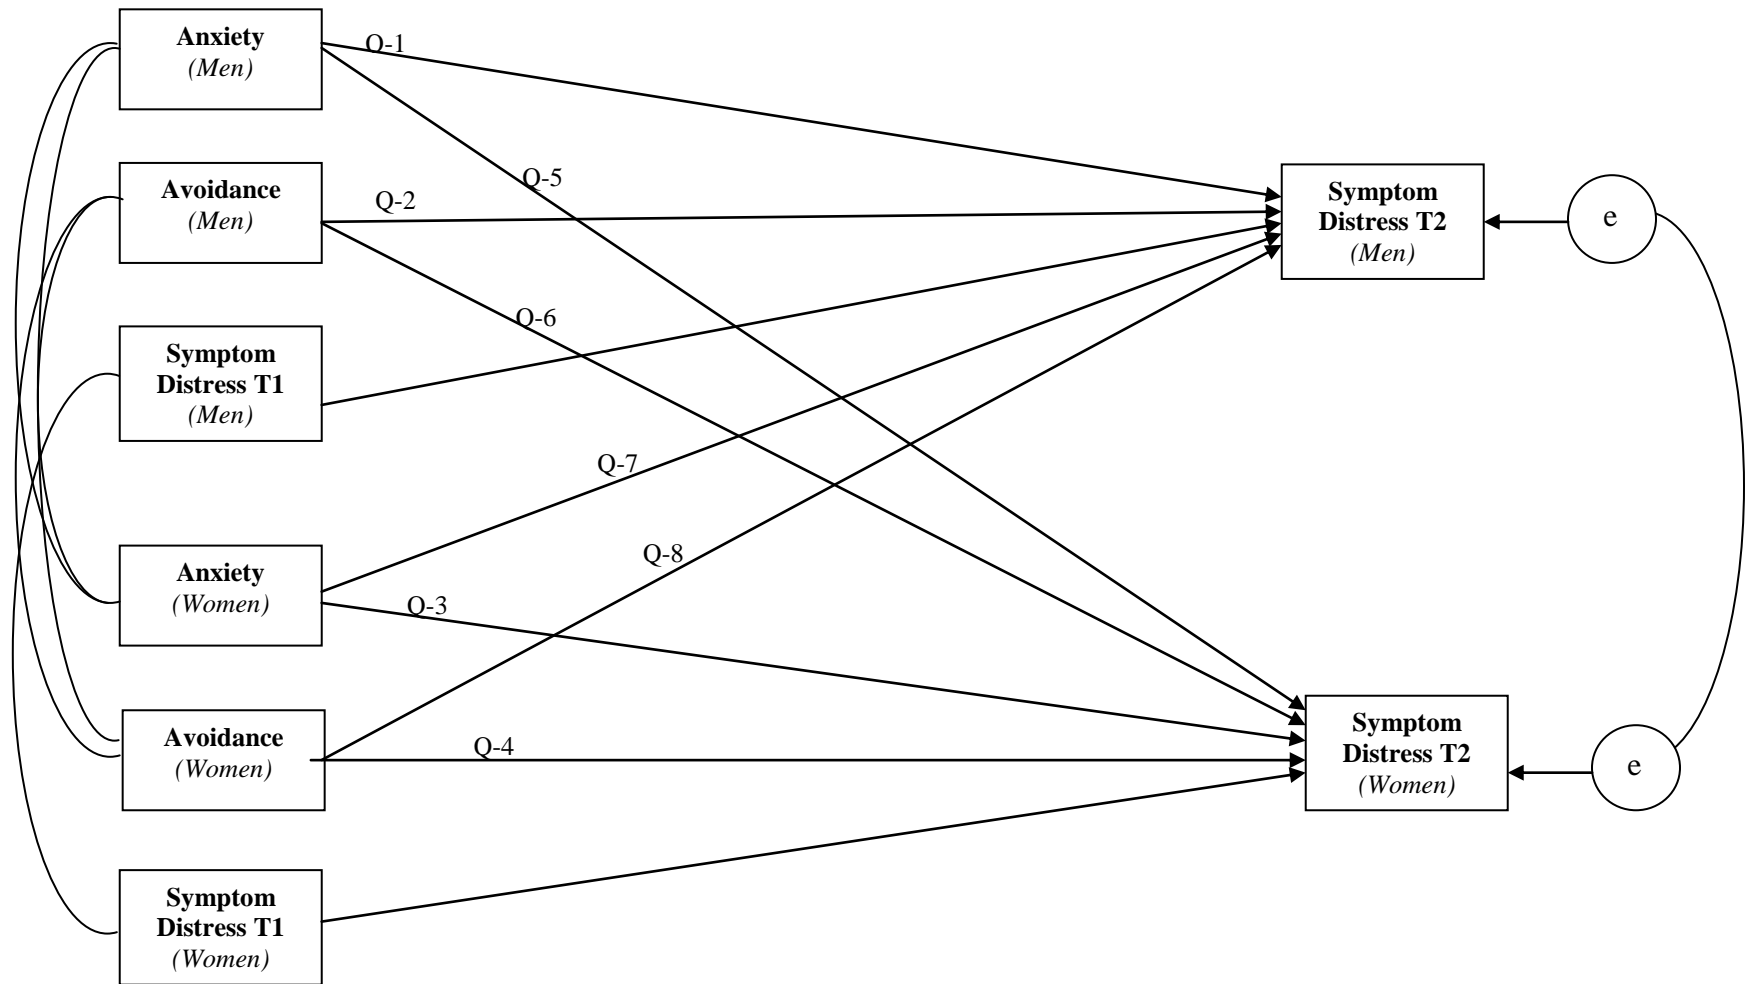 Anxiety
(Men)
Q-1
Avoidance
(Men)
Q-2
Q-5
Symptom
Distress T2
(Men)
e
Q-6
Symptom
Distress T1
(Men)
Q-7
Q-8
Anxiety
(Women)
Q-3
Avoidance
(Women)
Q-4
Symptom
Distress T2
(Women)
e
Symptom
Distress T1
(Women)